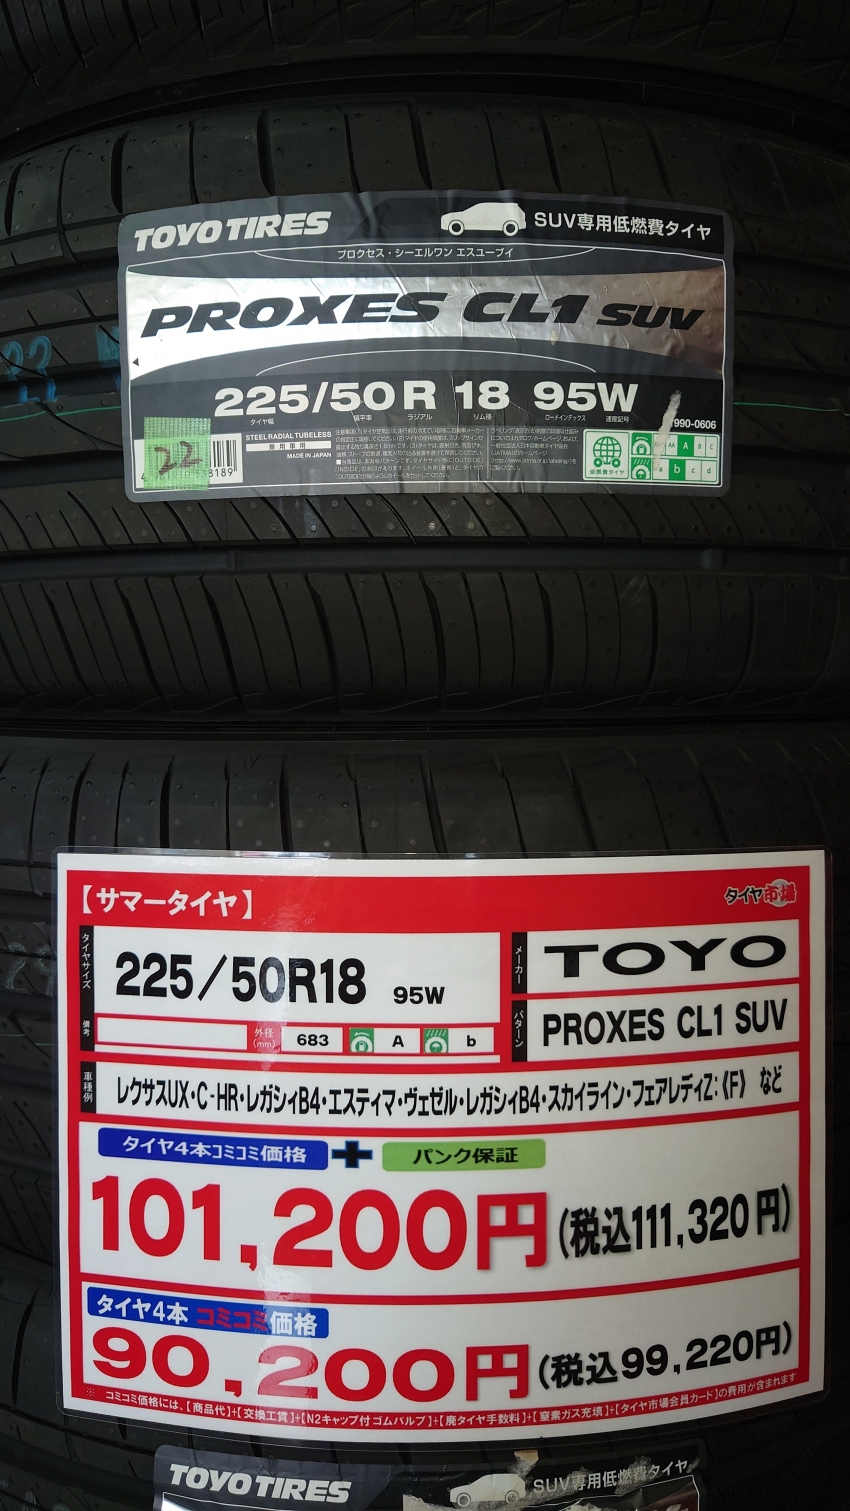 TOYO TIRES SUV専用低燃費タイヤ
プロクセス・シーエルワン エスユーブイ
PROXES CL1 SUV
225/50 R 18 95W
タイヤ幅 偏平率 ラジアル リム径 ロードインデックス 速度記号
22
STEEL RADIAL TUBELESS
乗用車用
MADE IN JAPAN
7990-0606
低燃費タイヤ
A B C
a b c d
【サマータイヤ】
タイヤ市場
タイヤサイズ
225/50R18 95W
メーカー
TOYO
備考
外径(mm) 683 A b
パターン
PROXES CL1 SUV
車種例
レクサスUX・C-HR・レガシィB4・エスティマ・ヴェゼル・レガシィB4・スカイライン・フェアレディZ:《F》 など
タイヤ4本コミコミ価格 + パンク保証
101,200円(税込111,320円)
タイヤ4本 コミコミ価格
90,200円(税込99,220円)
※ コミコミ価格には、【商品代】+【交換工賃】+【N2キャップ付ゴムバルブ】+【廃タイヤ手数料】+【窒素ガス充填】+【タイヤ市場会員カード】の費用が含まれます
TOYO TIRES SUV専用低燃費タイヤ